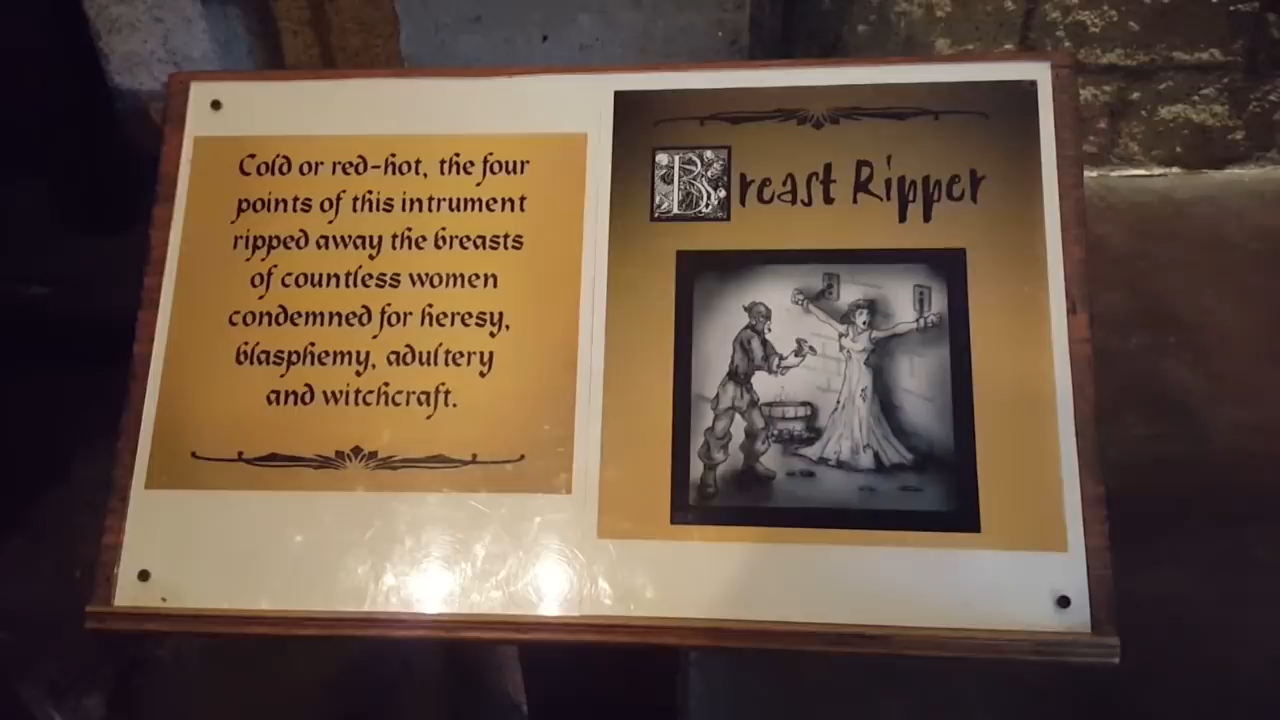 Cold or red-hot, the four
points of this intrument
ripped away the breasts
of countless women
condemned for heresy,
blasphemy, adultery
and witchcraft.
Breast Ripper